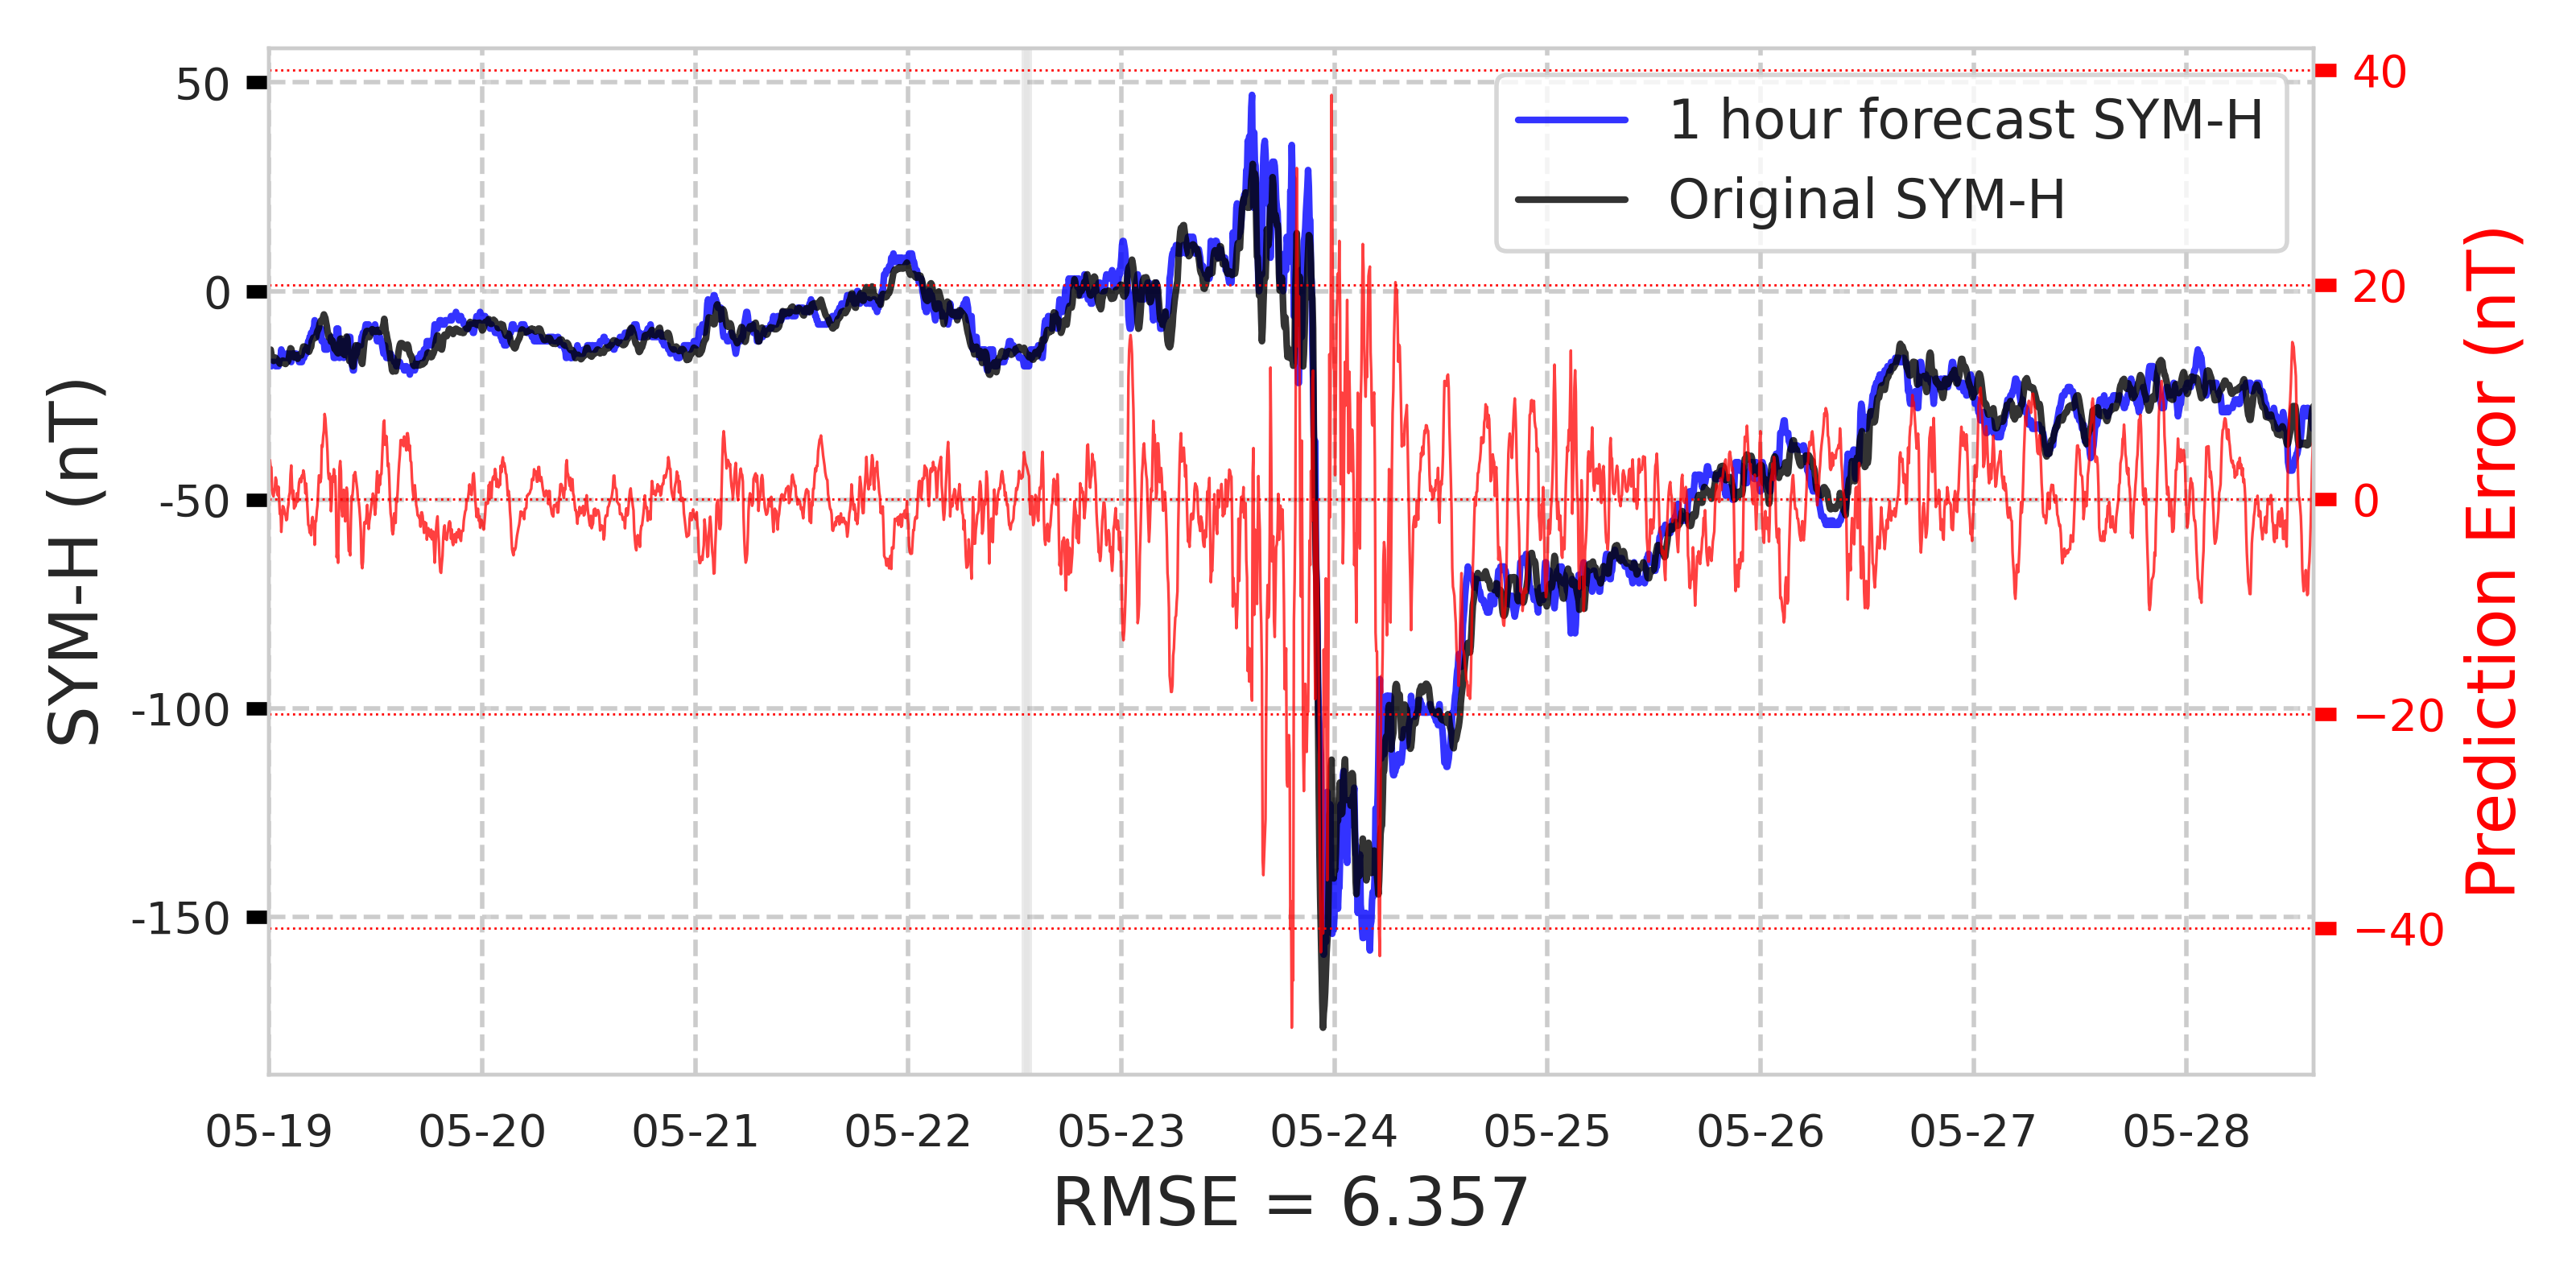 50
0
-50
-100
-150
SYM-H (nT)
1 hour forecast SYM-H
Original SYM-H
40
20
0
−20
−40
Prediction Error (nT)
05-19 05-20 05-21 05-22 05-23 05-24 05-25 05-26 05-27 05-28
RMSE = 6.357